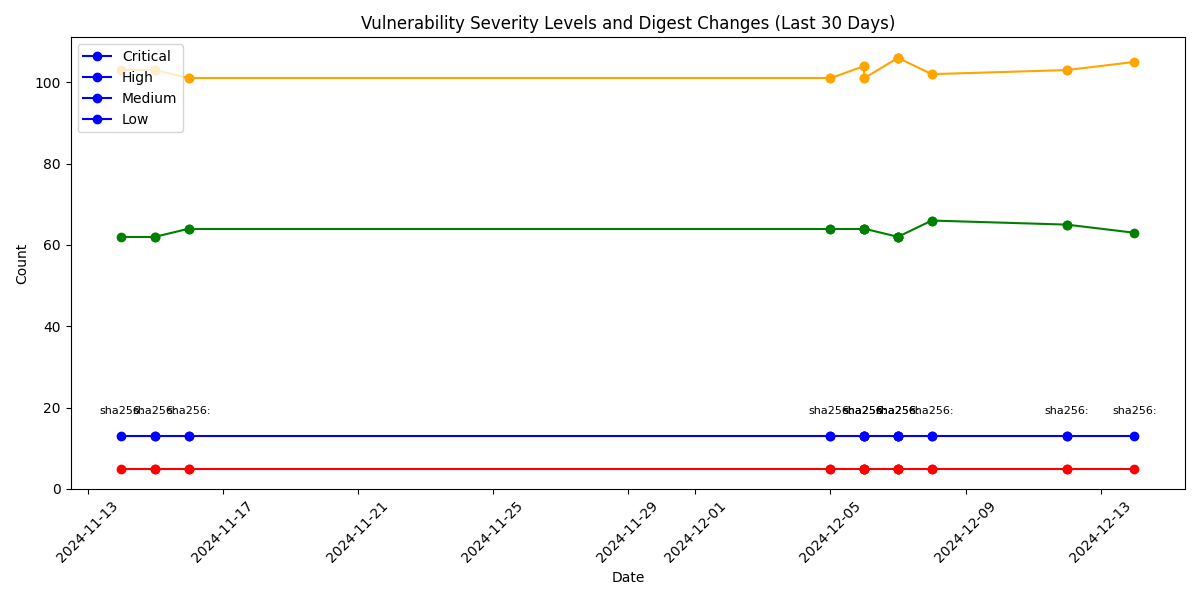 Vulnerability Severity Levels and Digest Changes (Last 30 Days)
Critical
High
Medium
Low
Count
100
80
60
40
20
0
sha256: sha256: sha256: sha256: sha256: sha256: sha256: sha256: sha256:
2024-11-13 2024-11-17 2024-11-21 2024-11-25 2024-11-29 2024-12-01 2024-12-05 2024-12-09 2024-12-13
Date